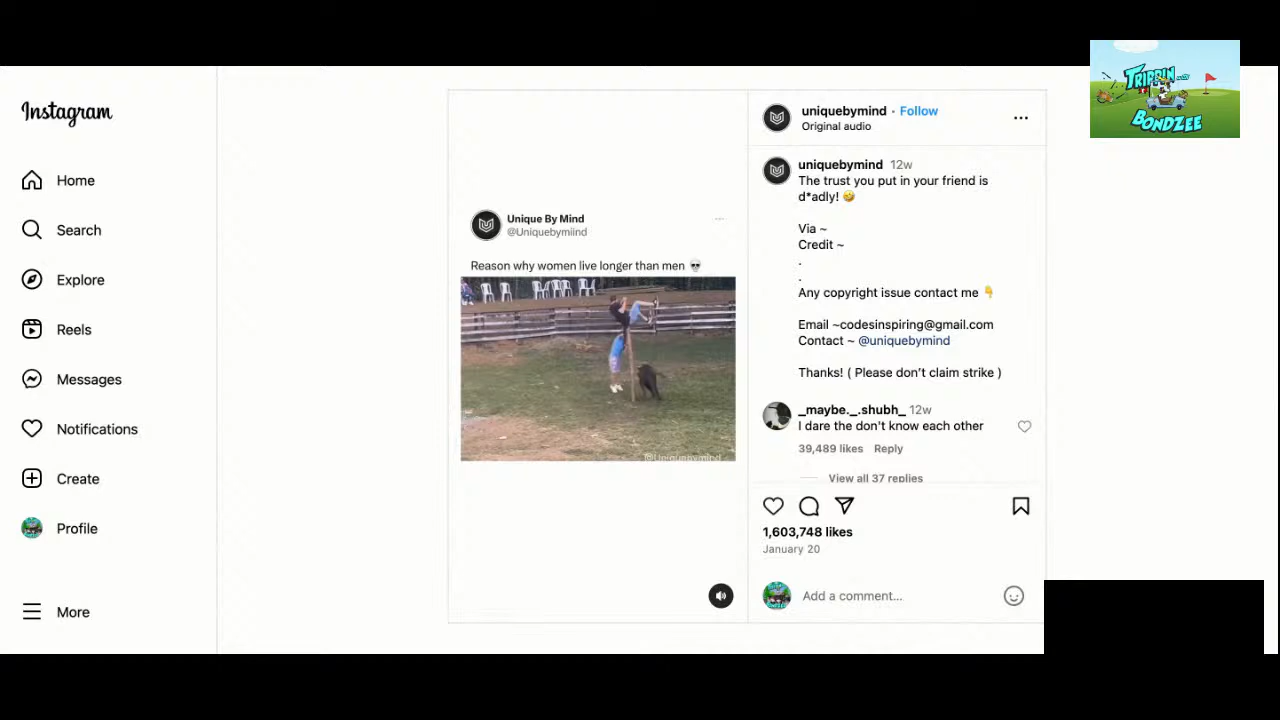 Instagram
Home
Search
Explore
Reels
Messages
Notifications
Create
Profile
More
Unique By Mind
@Uniquebymiind
Reason why women live longer than men 💀
@Uniquebymind
uniquebymind · Follow
Original audio
uniquebymind 12w
The trust you put in your friend is
d*adly! 🤣
Via ~
Credit ~
.
.
Any copyright issue contact me 👇
Email ~codesinspiring@gmail.com
Contact ~ @uniquebymind
Thanks! ( Please don't claim strike )
_maybe._.shubh_ 12w
I dare the don't know each other
39,489 likes Reply
View all 37 replies
1,603,748 likes
January 20
Add a comment...
TRIPPIN WITH
BONDZEE